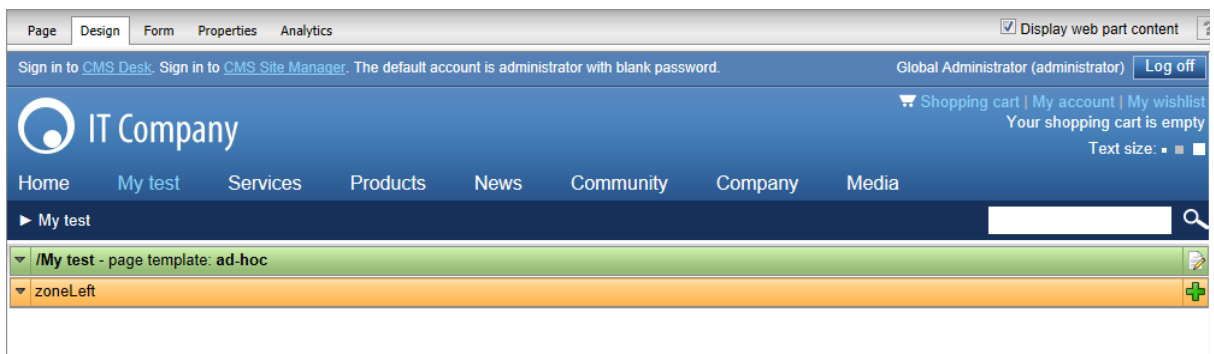 Page Design Form Properties Analytics Display web part content ?
Sign in to CMS Desk. Sign in to CMS Site Manager. The default account is administrator with blank password. Global Administrator (administrator) Log off
Shopping cart | My account | My wishlist
IT Company
Your shopping cart is empty
Text size:
Home My test Services Products News Community Company Media
► My test
/My test - page template: ad-hoc
zoneLeft